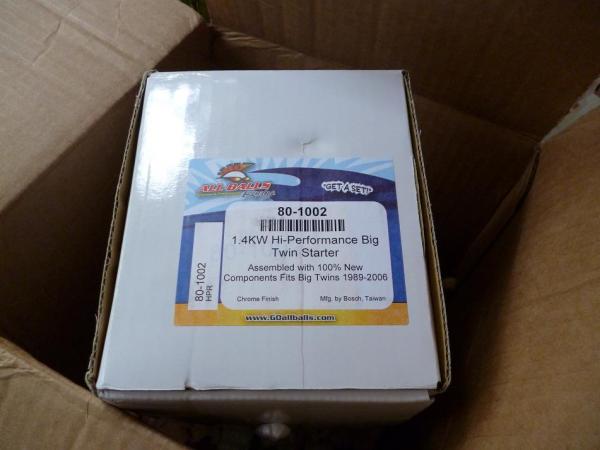 ALL BALLS
"GET A SET!"
80-1002
1.4KW Hi-Performance Big
Twin Starter
Assembled with 100% New
Components Fits Big Twins 1989-2006
Chrome Finish Mfg. by Bosch, Taiwan
80-1002
HPR
www.GOallballs.com